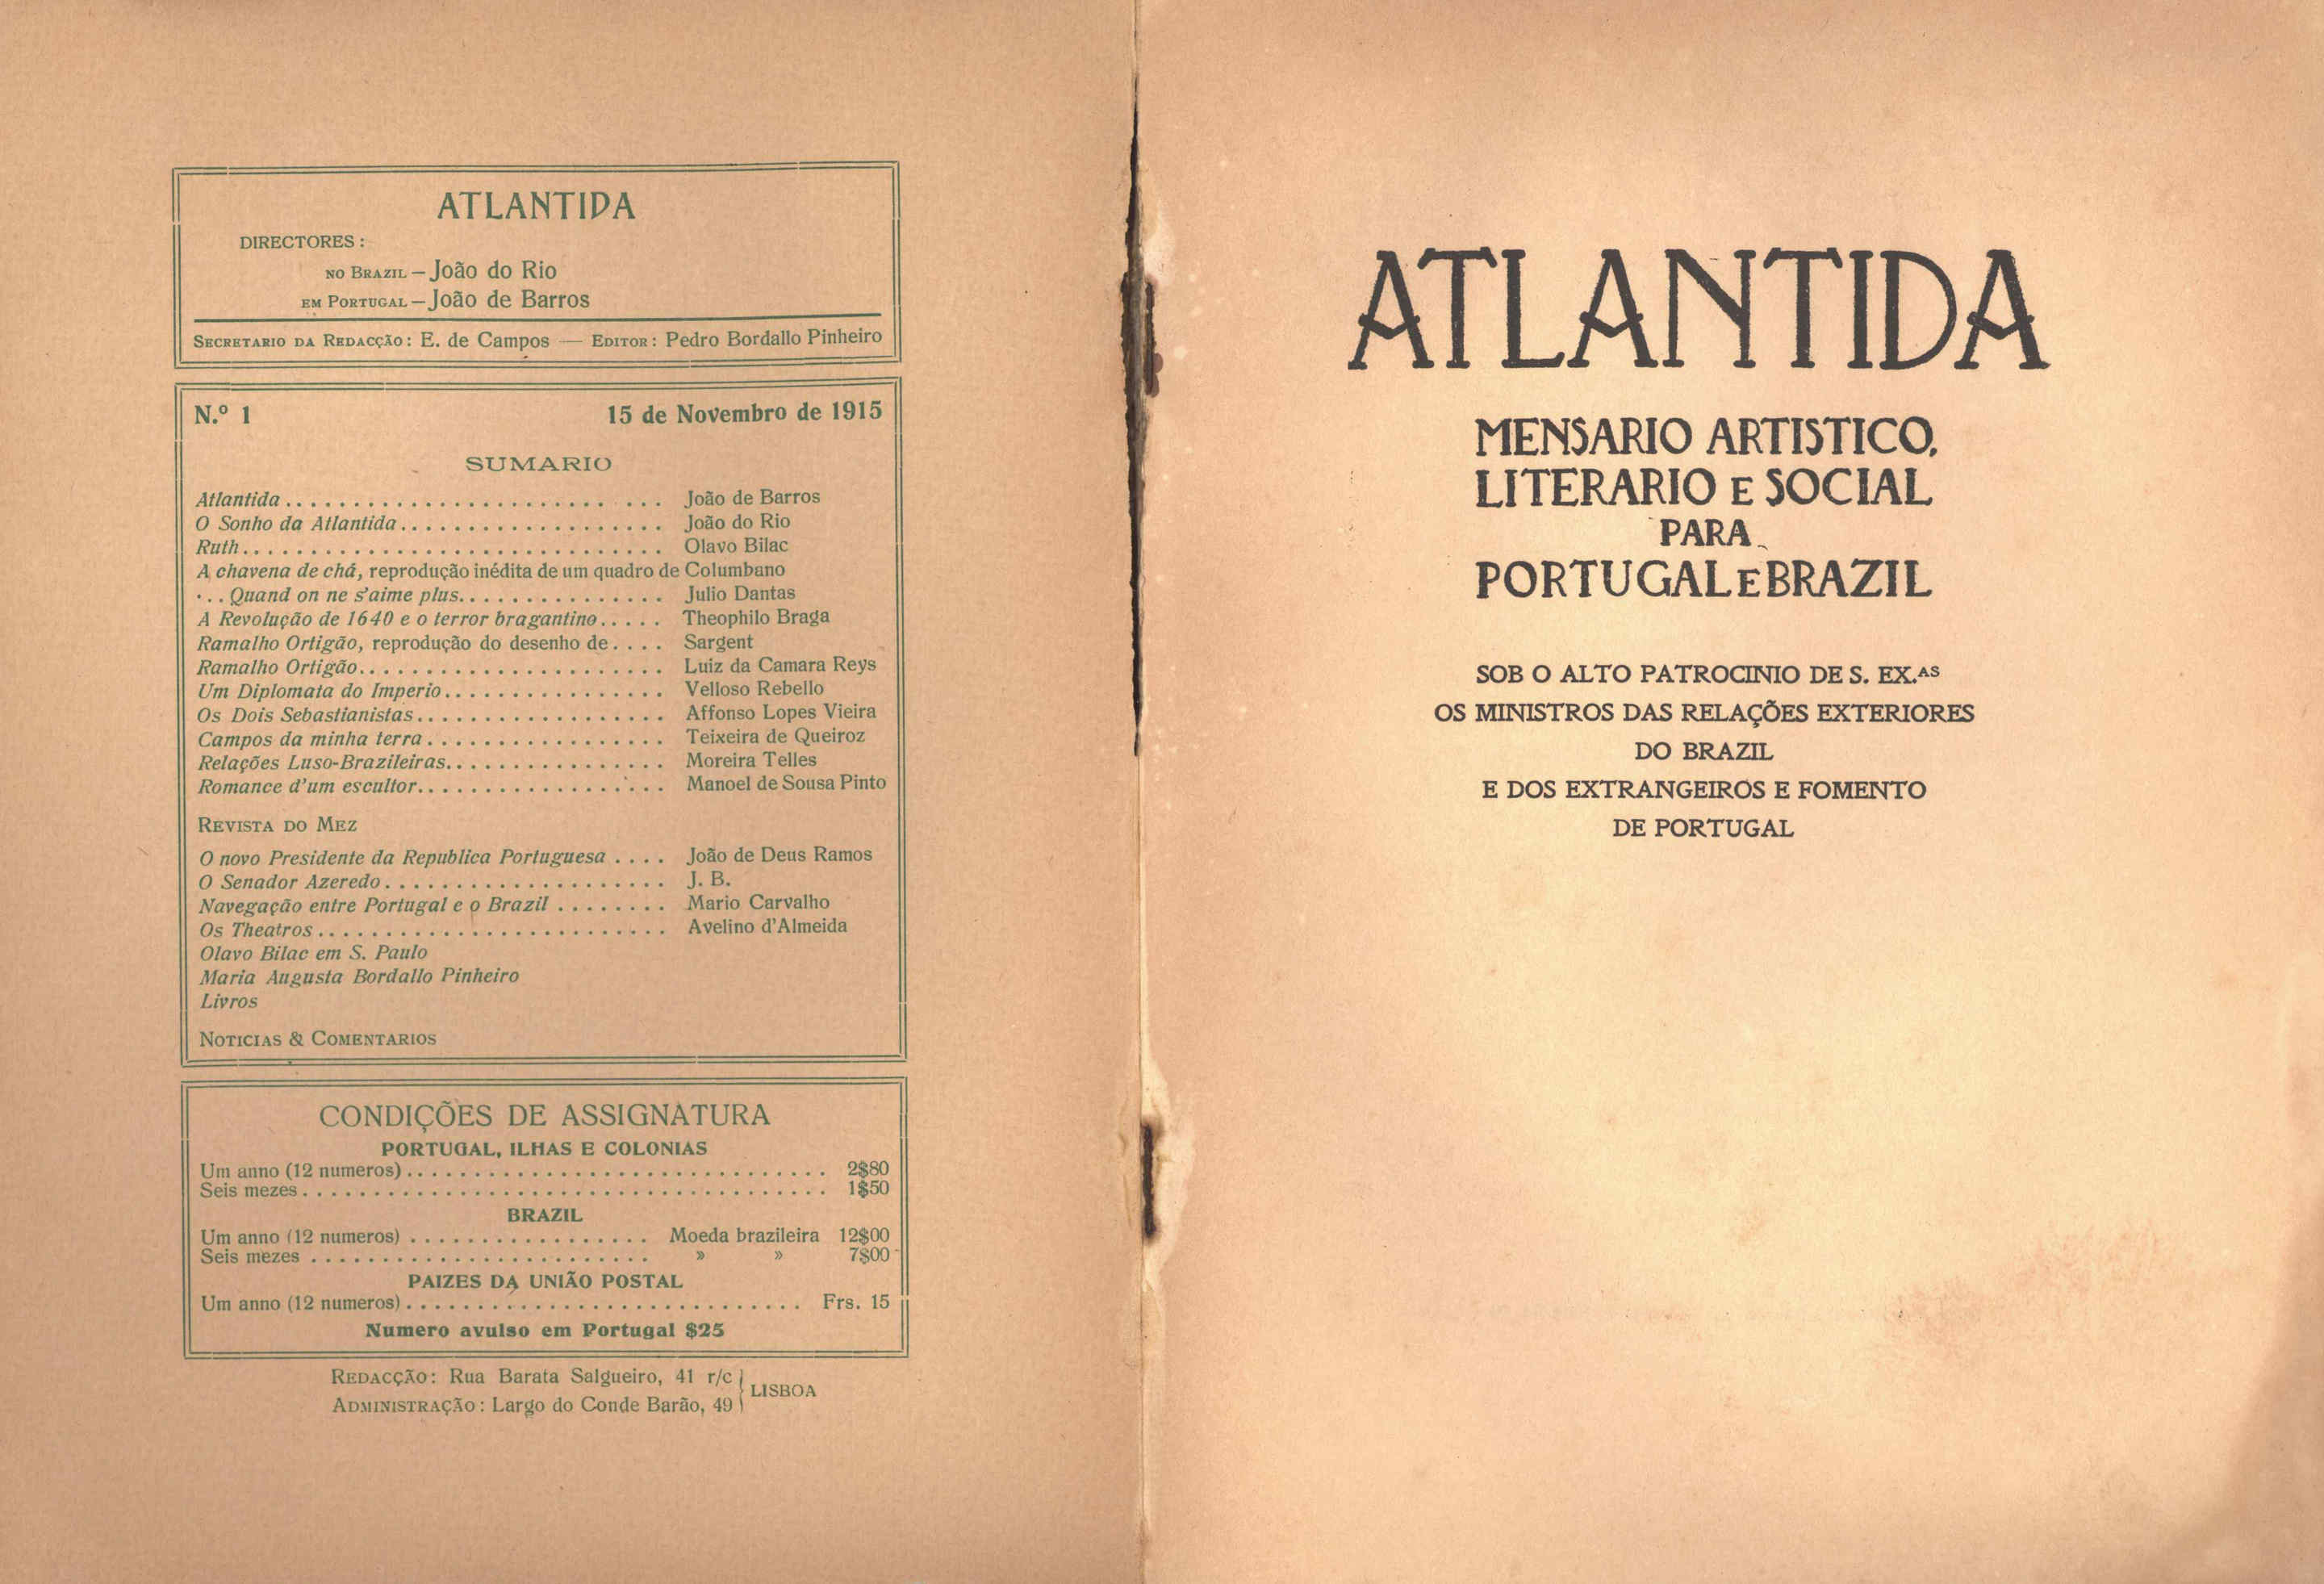 ATLANTIDA
DIRECTORES:
NO BRAZIL — João do Rio
EM PORTUGAL — João de Barros
SECRETARIO DA REDACÇÃO: E. de Campos — EDITOR: Pedro Bordallo Pinheiro
N.º 1 15 de Novembro de 1915
SUMARIO
Atlantida........................... João de Barros
O Sonho da Atlantida.................... João do Rio
Ruth................................ Olavo Bilac
A chavena de chá, reprodução inédita de um quadro de Columbano
... Quand on ne s'aime plus................ Julio Dantas
A Revolução de 1640 e o terror bragantino..... Theophilo Braga
Ramalho Ortigão, reprodução do desenho de.... Sargent
Ramalho Ortigão....................... Luiz da Camara Reys
Um Diplomata do Imperio................. Velloso Rebello
Os Dois Sebastianistas................... Affonso Lopes Vieira
Campos da minha terra.................. Teixeira de Queiroz
Relações Luso-Brazileiras................. Moreira Telles
Romance d'um escultor................... Manoel de Sousa Pinto
REVISTA DO MEZ
O novo Presidente da Republica Portuguesa .... João de Deus Ramos
O Senador Azeredo..................... J. B.
Navegação entre Portugal e o Brazil ........ Mario Carvalho
Os Theatros.......................... Avelino d'Almeida
Olavo Bilac em S. Paulo
Maria Augusta Bordallo Pinheiro
Livros
NOTICIAS & COMENTARIOS
CONDIÇÕES DE ASSIGNATURA
PORTUGAL, ILHAS E COLONIAS
Um anno (12 numeros)................................ 2$80
Seis mezes....................................... 1$50
BRAZIL
Um anno (12 numeros) .................. Moeda brazileira 12$00
Seis mezes ......................... » » 7$00
PAIZES DA UNIÃO POSTAL
Um anno (12 numeros).............................. Frs. 15
Numero avulso em Portugal $25
REDACÇÃO: Rua Barata Salgueiro, 41 r/c
ADMINISTRAÇÃO: Largo do Conde Barão, 49
LISBOA
ATLANTIDA
MENSARIO ARTISTICO,
LITERARIO E SOCIAL
PARA
PORTUGAL E BRAZIL
SOB O ALTO PATROCINIO DE S. EX.AS
OS MINISTROS DAS RELAÇÕES EXTERIORES
DO BRAZIL
E DOS EXTRANGEIROS E FOMENTO
DE PORTUGAL